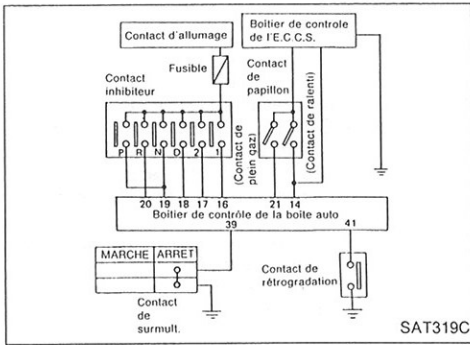 Contact d'allumage
Boîtier de controle
de l'E.C.C.S.
Fusible
Contact
inhibiteur
Contact
de
papillon
(Contact de
plein gaz)
(Contact de ralenti)
P R N D 2 1
20 19 18 17 16 21 14
Boîtier de contrôle de la boite auto
39 41
MARCHE ARRET
Contact
de
surmult.
Contact de
rétrogradation
SAT319C